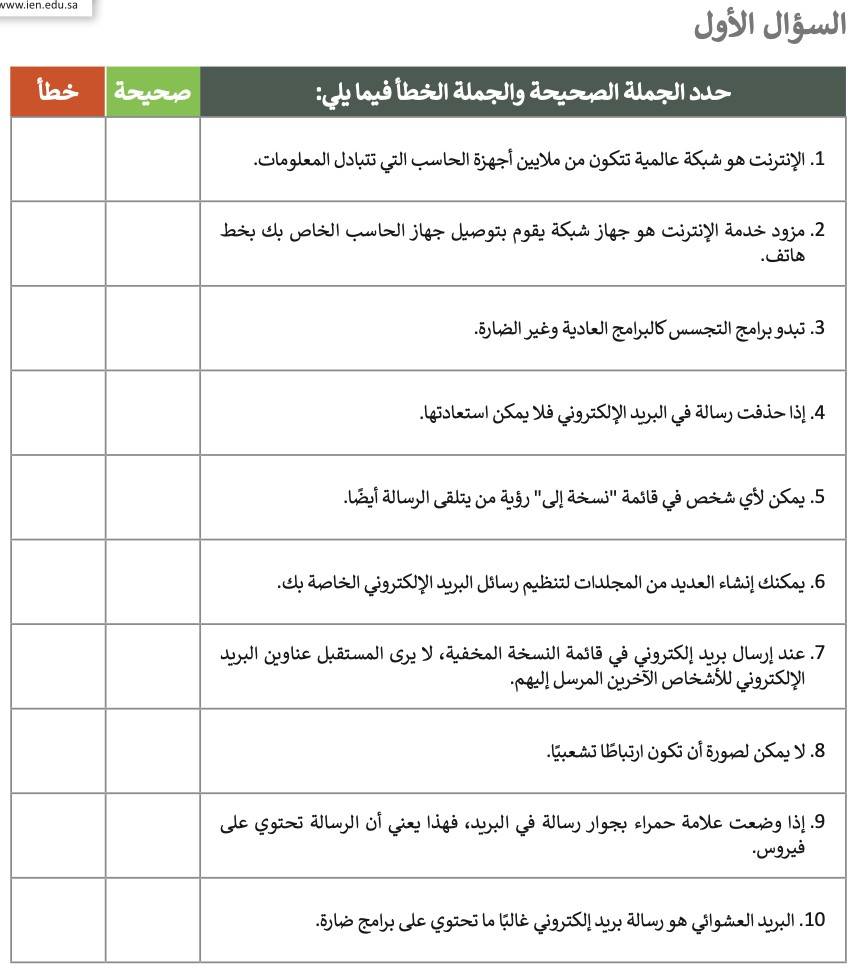 www.ien.edu.sa
السؤال الأول
حدد الجملة الصحيحة والجملة الخطأ فيما يلي:
صحيحة
خطأ
1. الإنترنت هو شبكة عالمية تتكون من ملايين أجهزة الحاسب التي تتبادل المعلومات.
2. مزود خدمة الإنترنت هو جهاز شبكة يقوم بتوصيل جهاز الحاسب الخاص بك بخط
هاتف.
3. تبدو برامج التجسس كالبرامج العادية وغير الضارة.
4. إذا حذفت رسالة في البريد الإلكتروني فلا يمكن استعادتها.
5. يمكن لأي شخص في قائمة "نسخة إلى" رؤية من يتلقى الرسالة أيضًا.
6. يمكنك إنشاء العديد من المجلدات لتنظيم رسائل البريد الإلكتروني الخاصة بك.
7. عند إرسال بريد إلكتروني في قائمة النسخة المخفية، لا يرى المستقبل عناوين البريد
الإلكتروني للأشخاص الآخرين المرسل إليهم.
8. لا يمكن لصورة أن تكون ارتباطًا تشعبيًا.
9. إذا وضعت علامة حمراء بجوار رسالة في البريد، فهذا يعني أن الرسالة تحتوي على
فيروس.
10. البريد العشوائي هو رسالة بريد إلكتروني غالبًا ما تحتوي على برامج ضارة.